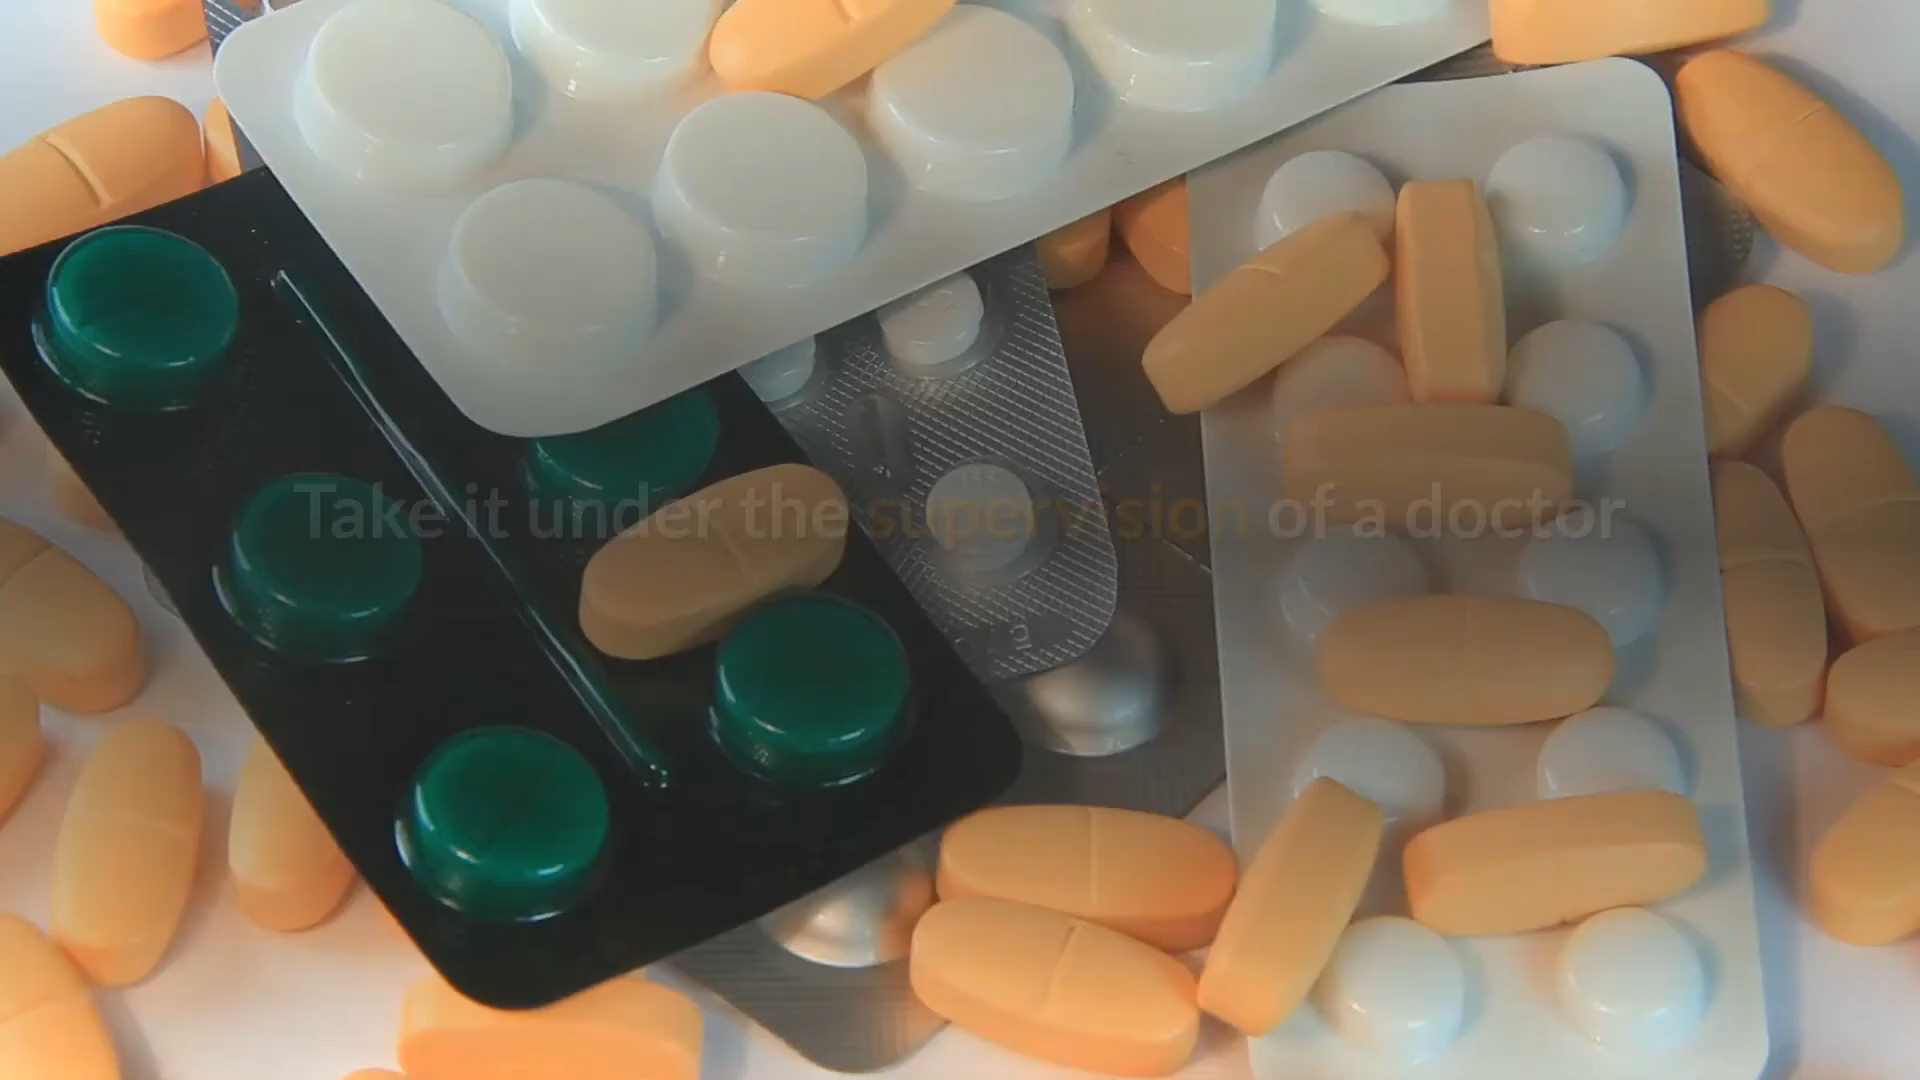 Take it under the supervision of a doctor